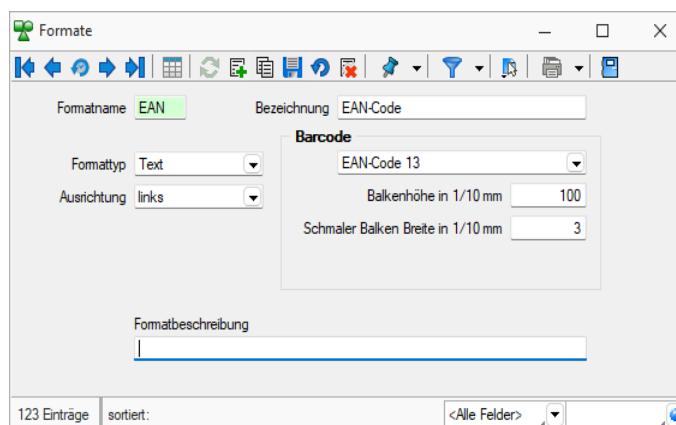 Formate
Formatname EAN Bezeichnung EAN-Code
Barcode
Formattyp Text EAN-Code 13
Ausrichtung links Balkenhöhe in 1/10 mm 100
Schmaler Balken Breite in 1/10 mm 3
Formatbeschreibung
123 Einträge sortiert: <Alle Felder>